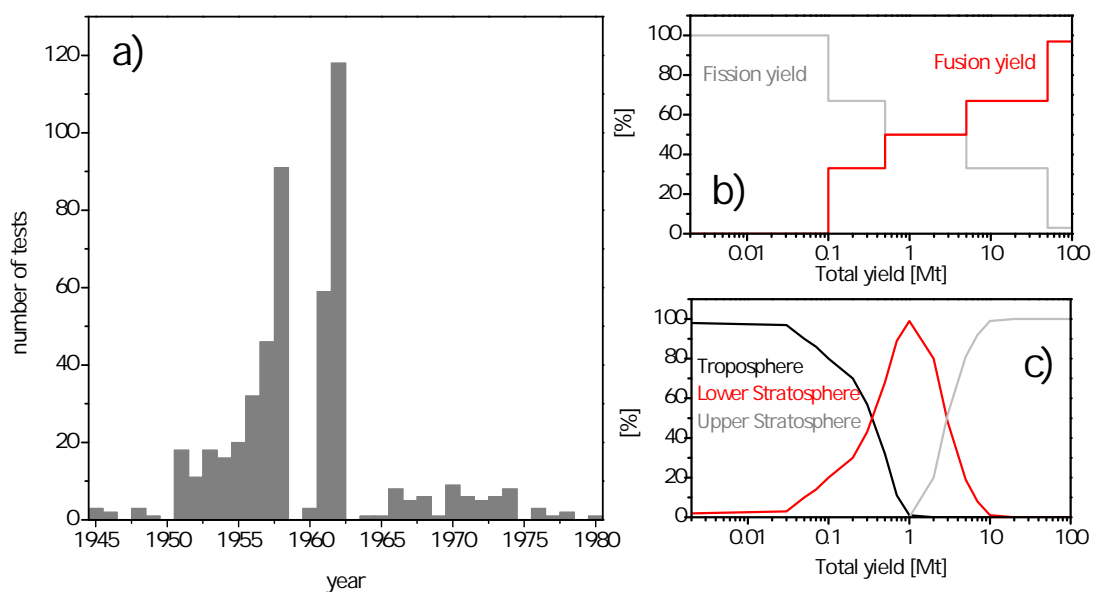 a)
120
100
80
60
40
20
0
number of tests
1945 1950 1955 1960 1965 1970 1975 1980
year
100
80
60
40
20
0
[%]
Fission yield
Fusion yield
b)
0.01 0.1 1 10 100
Total yield [Mt]
100
80
60
40
20
0
[%]
c)
Troposphere
Lower Stratosphere
Upper Stratosphere
0.01 0.1 1 10 100
Total yield [Mt]